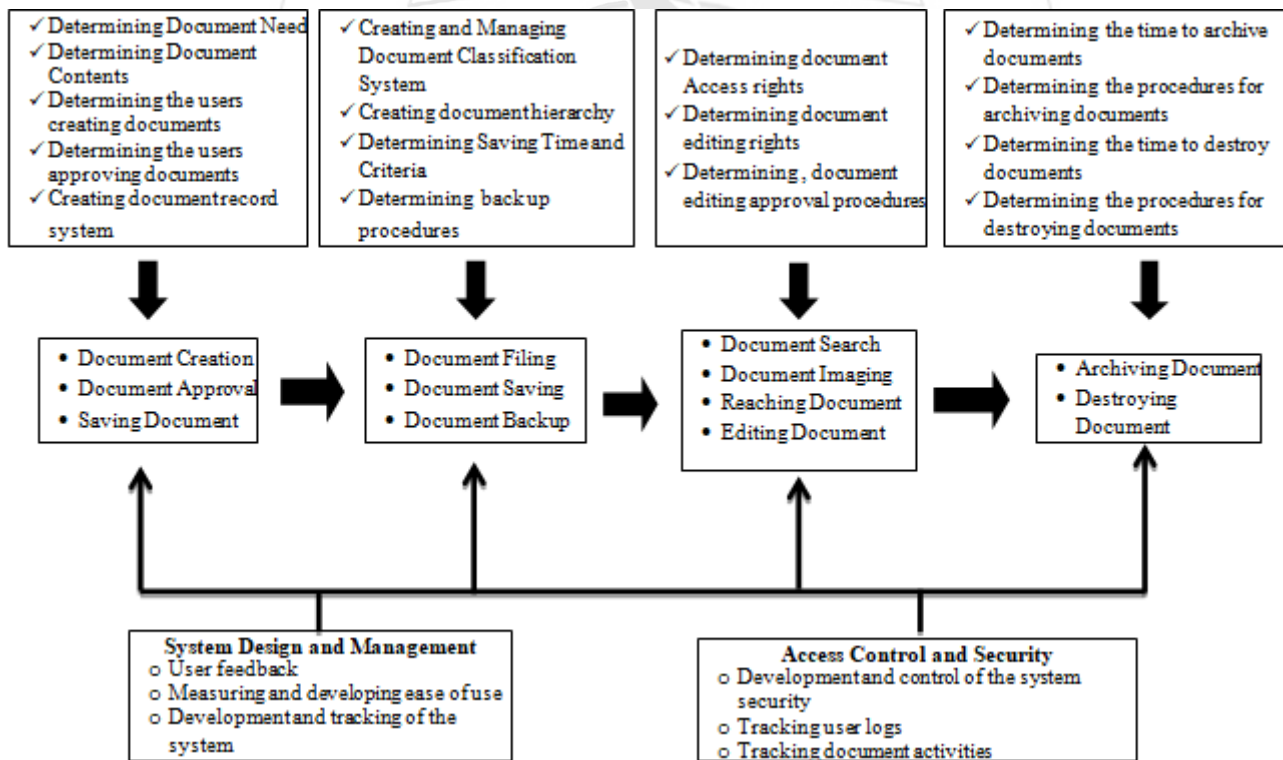 ✓ Determining Document Need
✓ Determining Document
Contents
✓ Determining the users
creating documents
✓ Determining the users
approving documents
✓ Creating document record
system
✓ Creating and Managing
Document Classification
System
✓ Creating document hierarchy
✓ Determining Saving Time and
Criteria
✓ Determining back up
procedures
✓ Determining document
Access rights
✓ Determining document
editing rights
✓ Determining , document
editing approval procedures
✓ Determining the time to archive
documents
✓ Determining the procedures for
archiving documents
✓ Determining the time to destroy
documents
✓ Determining the procedures for
destroying documents
• Document Creation
• Document Approval
• Saving Document
• Document Filing
• Document Saving
• Document Backup
• Document Search
• Document Imaging
• Reaching Document
• Editing Document
• Archiving Document
• Destroying
Document
System Design and Management
o User feedback
o Measuring and developing ease of use
o Development and tracking of the
system
Access Control and Security
o Development and control of the system
security
o Tracking user logs
o Tracking document activities